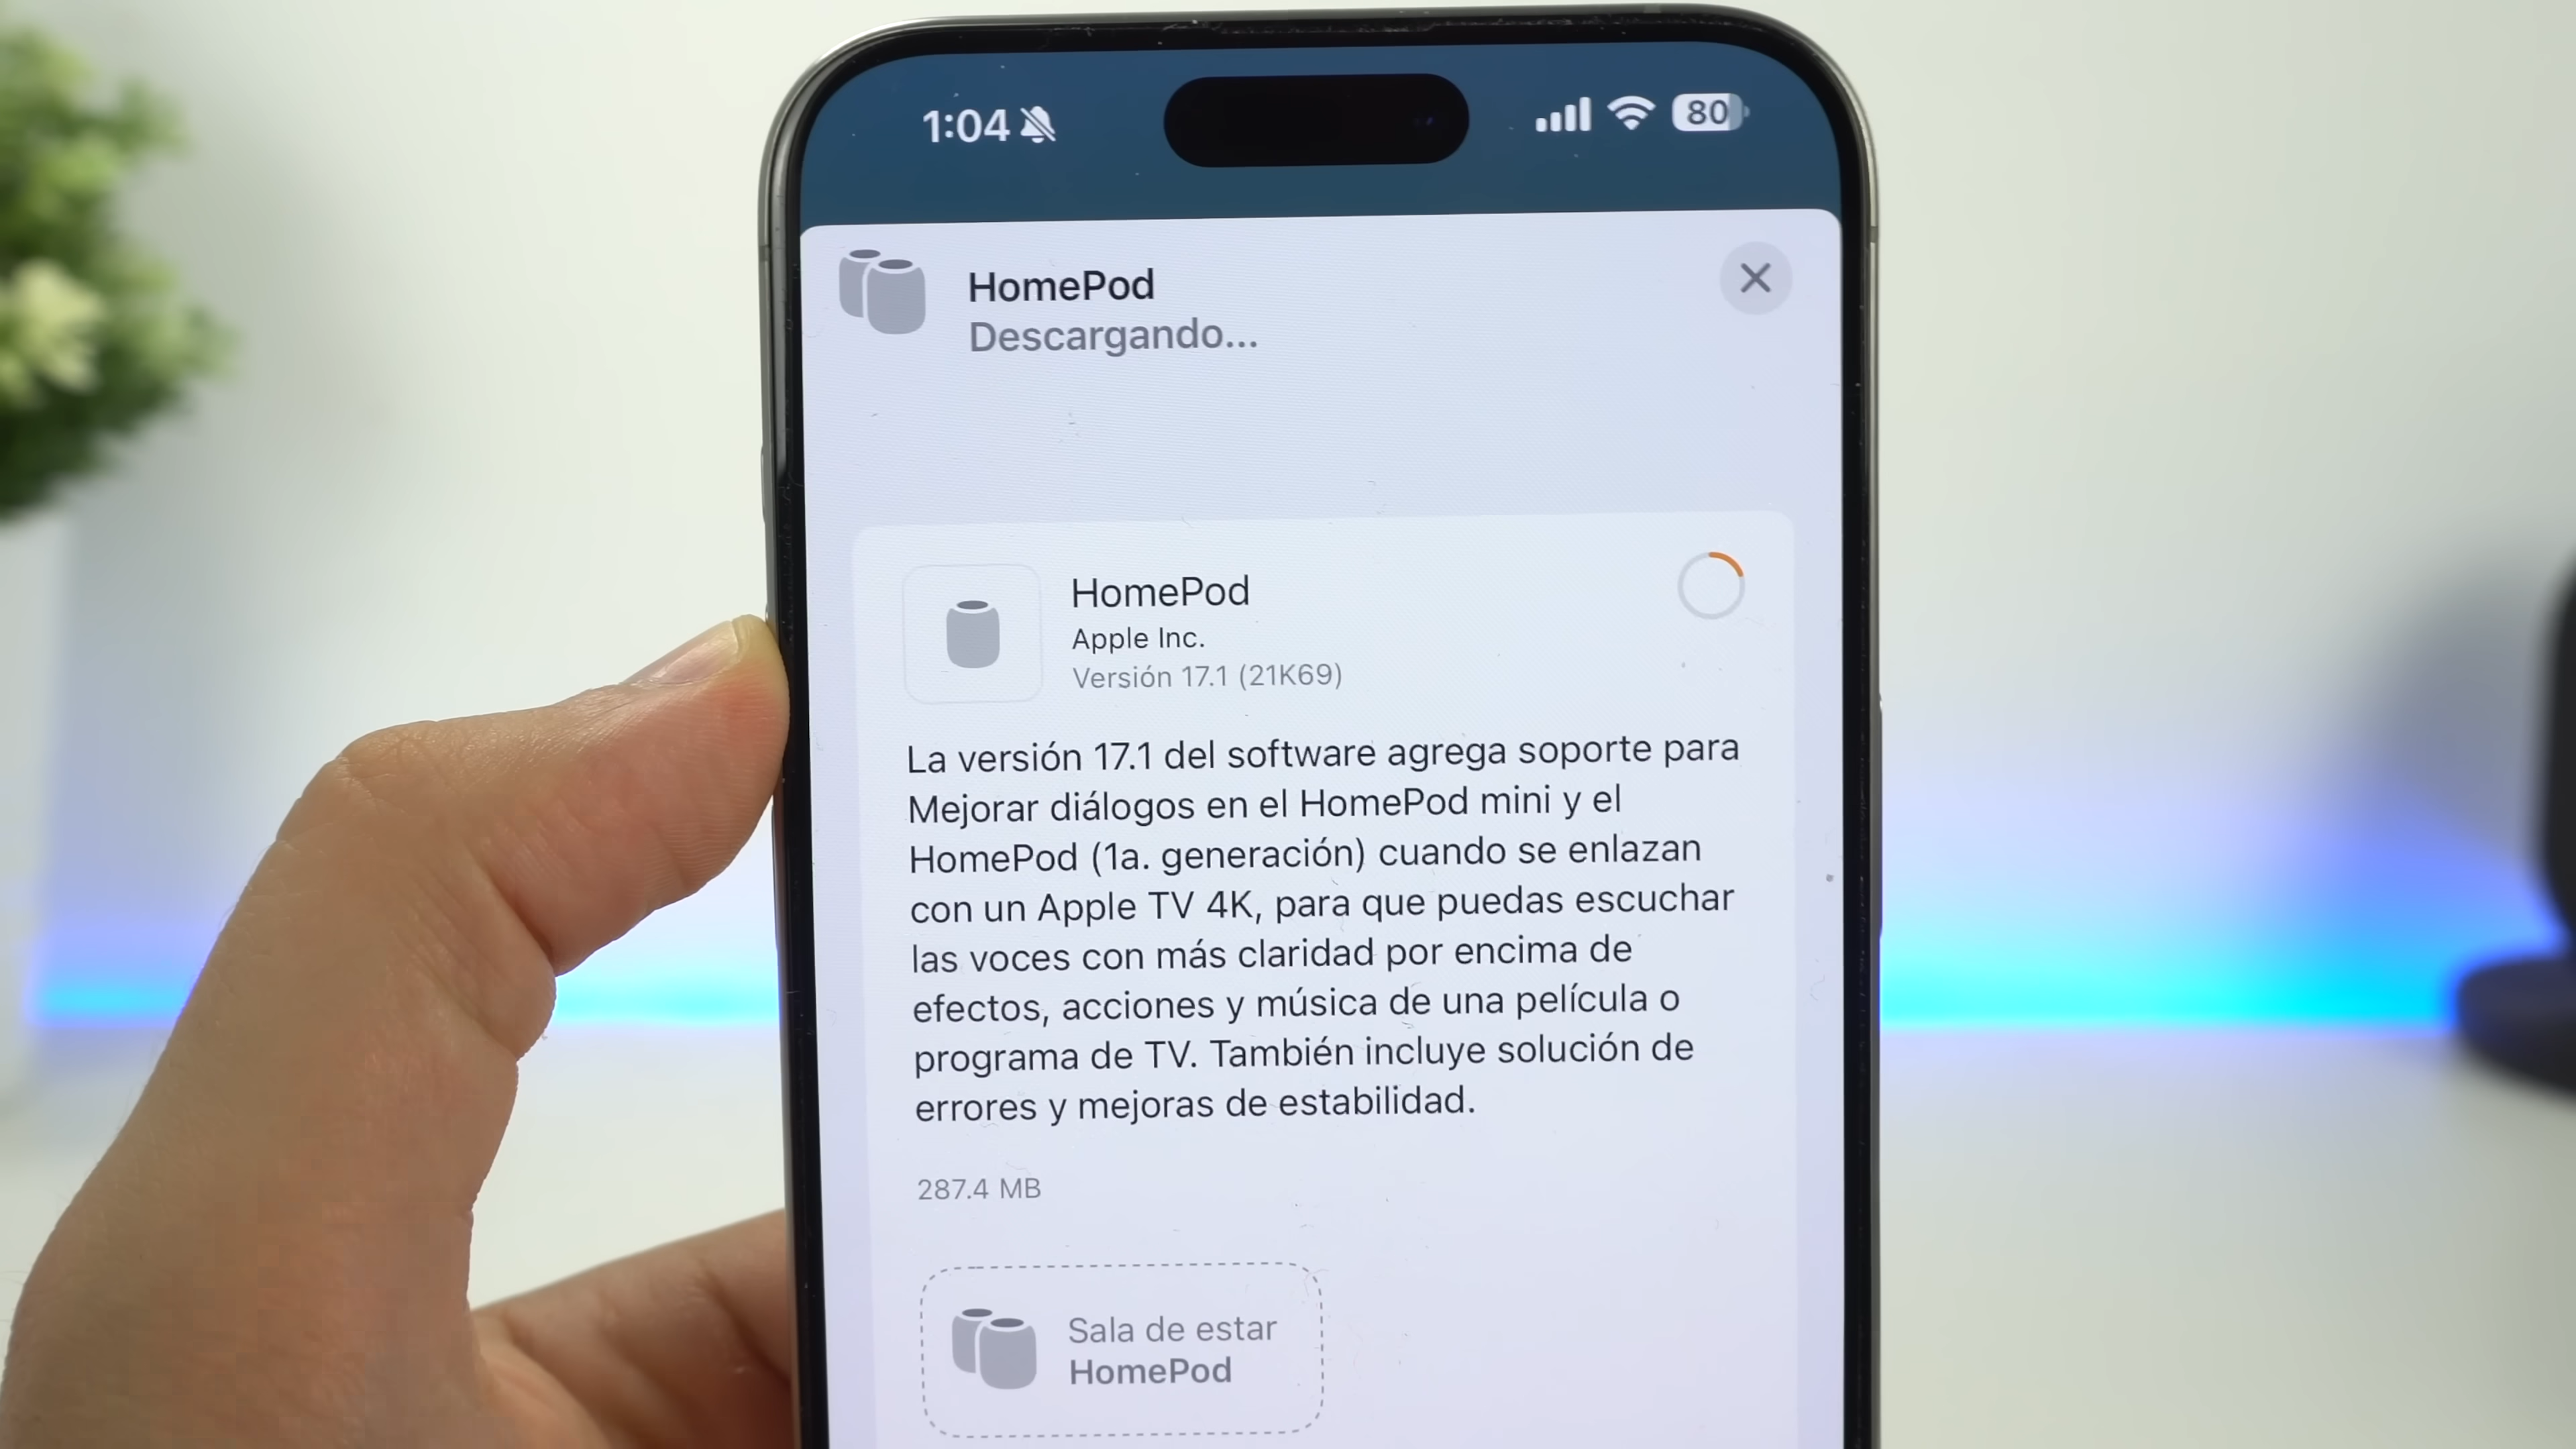 1:04
80
HomePod
Descargando...
HomePod
Apple Inc.
Versión 17.1 (21K69)
La versión 17.1 del software agrega soporte para
Mejorar diálogos en el HomePod mini y el
HomePod (1a. generación) cuando se enlazan
con un Apple TV 4K, para que puedas escuchar
las voces con más claridad por encima de
efectos, acciones y música de una película o
programa de TV. También incluye solución de
errores y mejoras de estabilidad.
287.4 MB
Sala de estar
HomePod